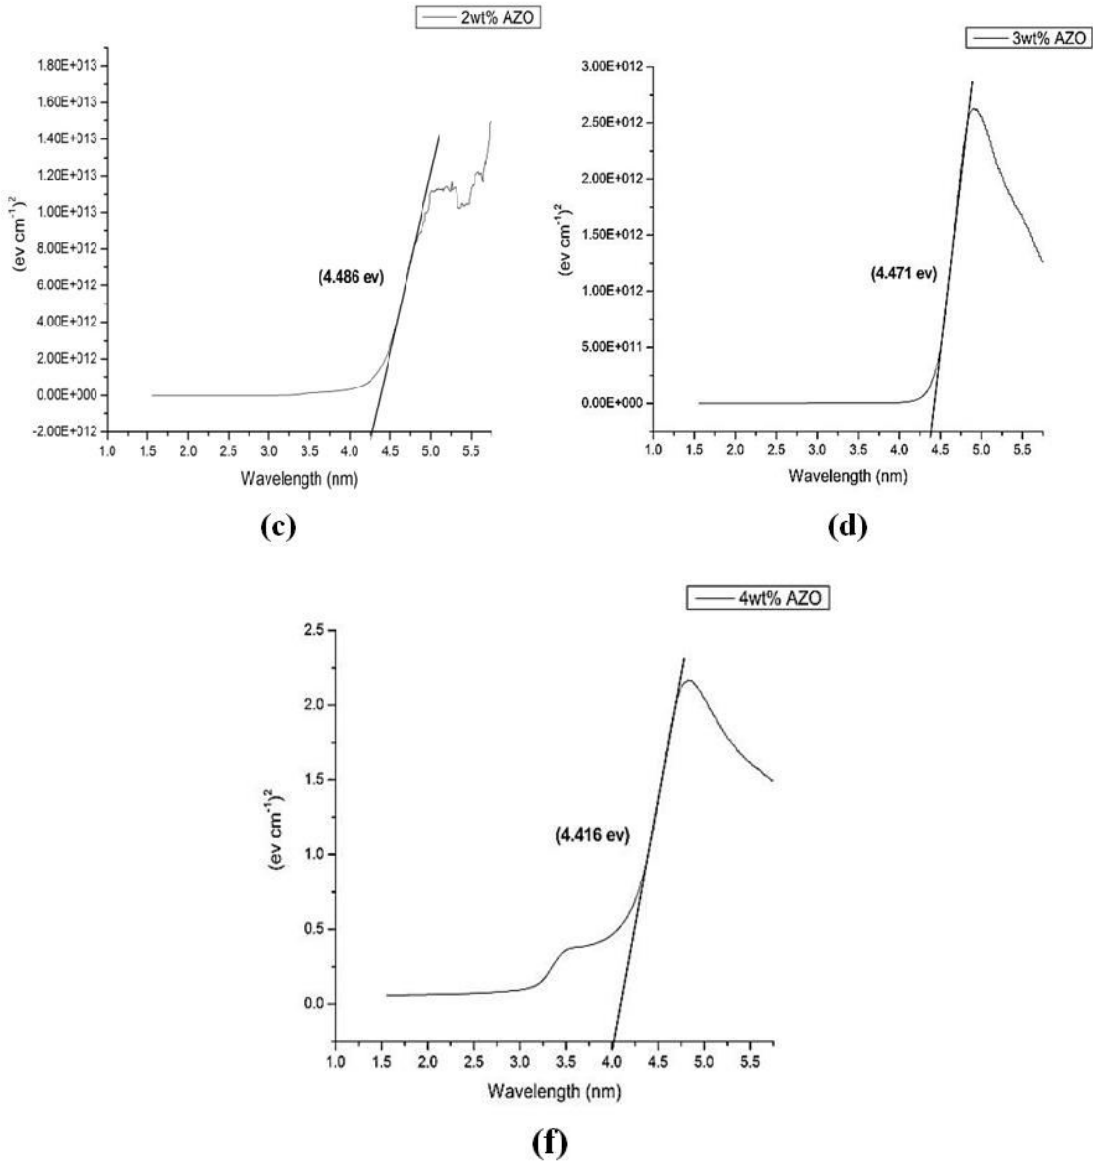 2wt% AZO
1.80E+013
1.60E+013
1.40E+013
1.20E+013
1.00E+013
8.00E+012
6.00E+012
4.00E+012
2.00E+012
0.00E+000
-2.00E+012
(ev cm⁻¹)²
(4.486 ev)
1.0 1.5 2.0 2.5 3.0 3.5 4.0 4.5 5.0 5.5
Wavelength (nm)
(c)
3wt% AZO
3.00E+012
2.50E+012
2.00E+012
1.50E+012
1.00E+012
5.00E+011
0.00E+000
(ev cm⁻¹)²
(4.471 ev)
1.0 1.5 2.0 2.5 3.0 3.5 4.0 4.5 5.0 5.5
Wavelength (nm)
(d)
4wt% AZO
2.5
2.0
1.5
1.0
0.5
0.0
(ev cm⁻¹)²
(4.416 ev)
1.0 1.5 2.0 2.5 3.0 3.5 4.0 4.5 5.0 5.5
Wavelength (nm)
(f)